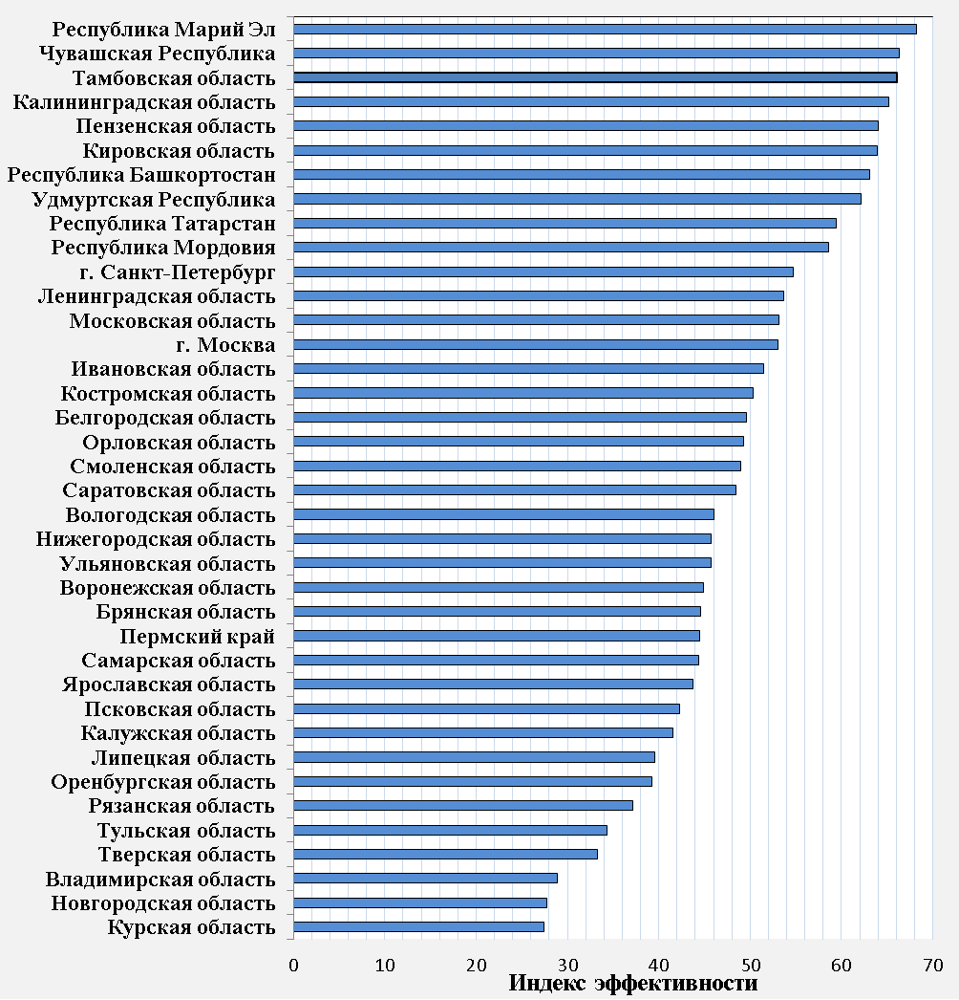 Республика Марий Эл
Чувашская Республика
Тамбовская область
Калининградская область
Пензенская область
Кировская область
Республика Башкортостан
Удмуртская Республика
Республика Татарстан
Республика Мордовия
г. Санкт-Петербург
Ленинградская область
Московская область
г. Москва
Ивановская область
Костромская область
Белгородская область
Орловская область
Смоленская область
Саратовская область
Вологодская область
Нижегородская область
Ульяновская область
Воронежская область
Брянская область
Пермский край
Самарская область
Ярославская область
Псковская область
Калужская область
Липецкая область
Оренбургская область
Рязанская область
Тульская область
Тверская область
Владимирская область
Новгородская область
Курская область
0 10 20 30 40 50 60 70
Индекс эффективности